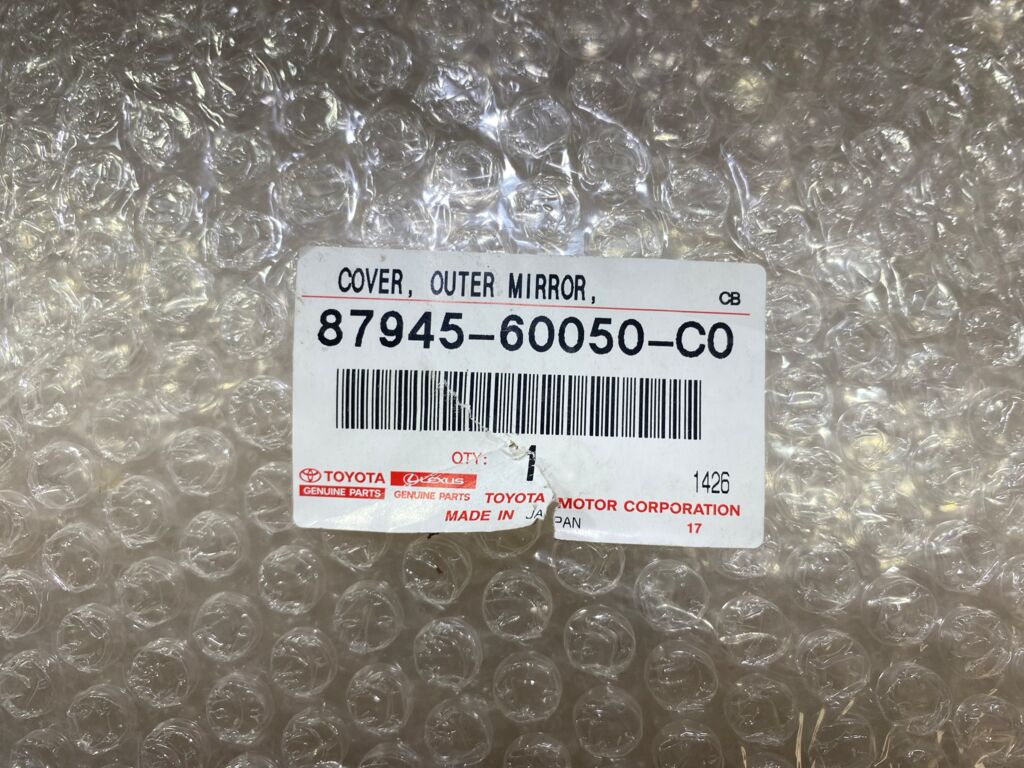 COVER, OUTER MIRROR,
CB
87945-60050-C0
QTY: 1
1426
TOYOTA
GENUINE PARTS
LEXUS
GENUINE PARTS
TOYOTA MOTOR CORPORATION
MADE IN JAPAN
17